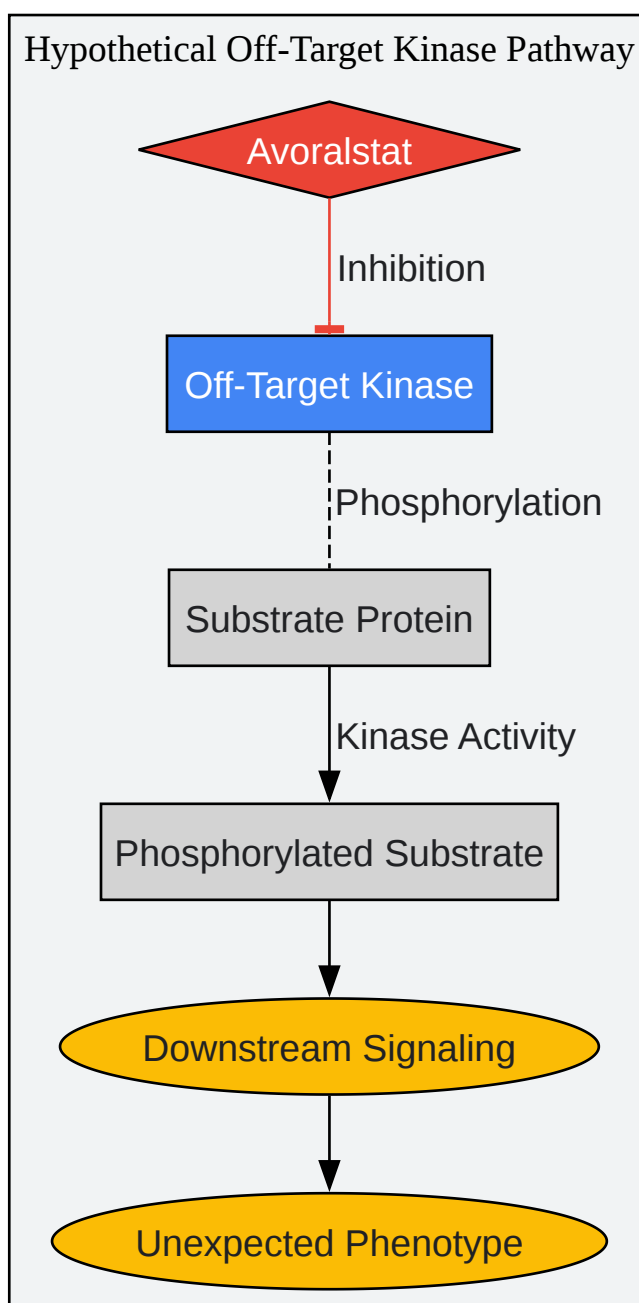 Hypothetical Off-Target Kinase Pathway
Avoralstat
Inhibition
Off-Target Kinase
Phosphorylation
Substrate Protein
Kinase Activity
Phosphorylated Substrate
Downstream Signaling
Unexpected Phenotype